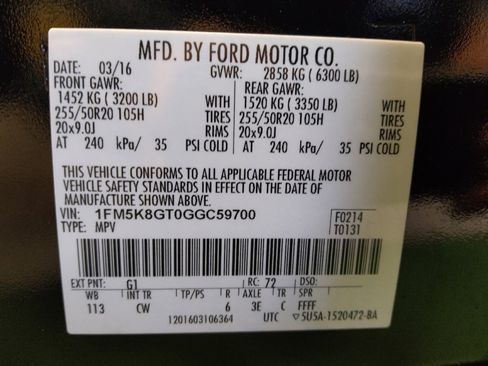 MFD. BY FORD MOTOR CO.
DATE: 03/16 GVWR: 2858 KG ( 6300 LB)
FRONT GAWR: REAR GAWR:
1452 KG ( 3200 LB) WITH 1520 KG ( 3350 LB) WITH
255/50R20 105H TIRES 255/50R20 105H TIRES
20x9.0J RIMS 20x9.0J RIMS
AT 240 kPa/ 35 PSI COLD AT 240 kPa/ 35 PSI COLD
THIS VEHICLE CONFORMS TO ALL APPLICABLE FEDERAL MOTOR
VEHICLE SAFETY STANDARDS IN EFFECT ON THE DATE OF
MANUFACTURE SHOWN ABOVE.
VIN: 1FM5K8GT0GGC59700 F0214
TYPE: MPV T0131
EXT PNT: G1 RC: 72 DSO:
WB INT TR TP/PS R AXLE TR SPR
113 CW 6 3E C FFFF
1201603106364 UTC 5U5A-1520472-BA